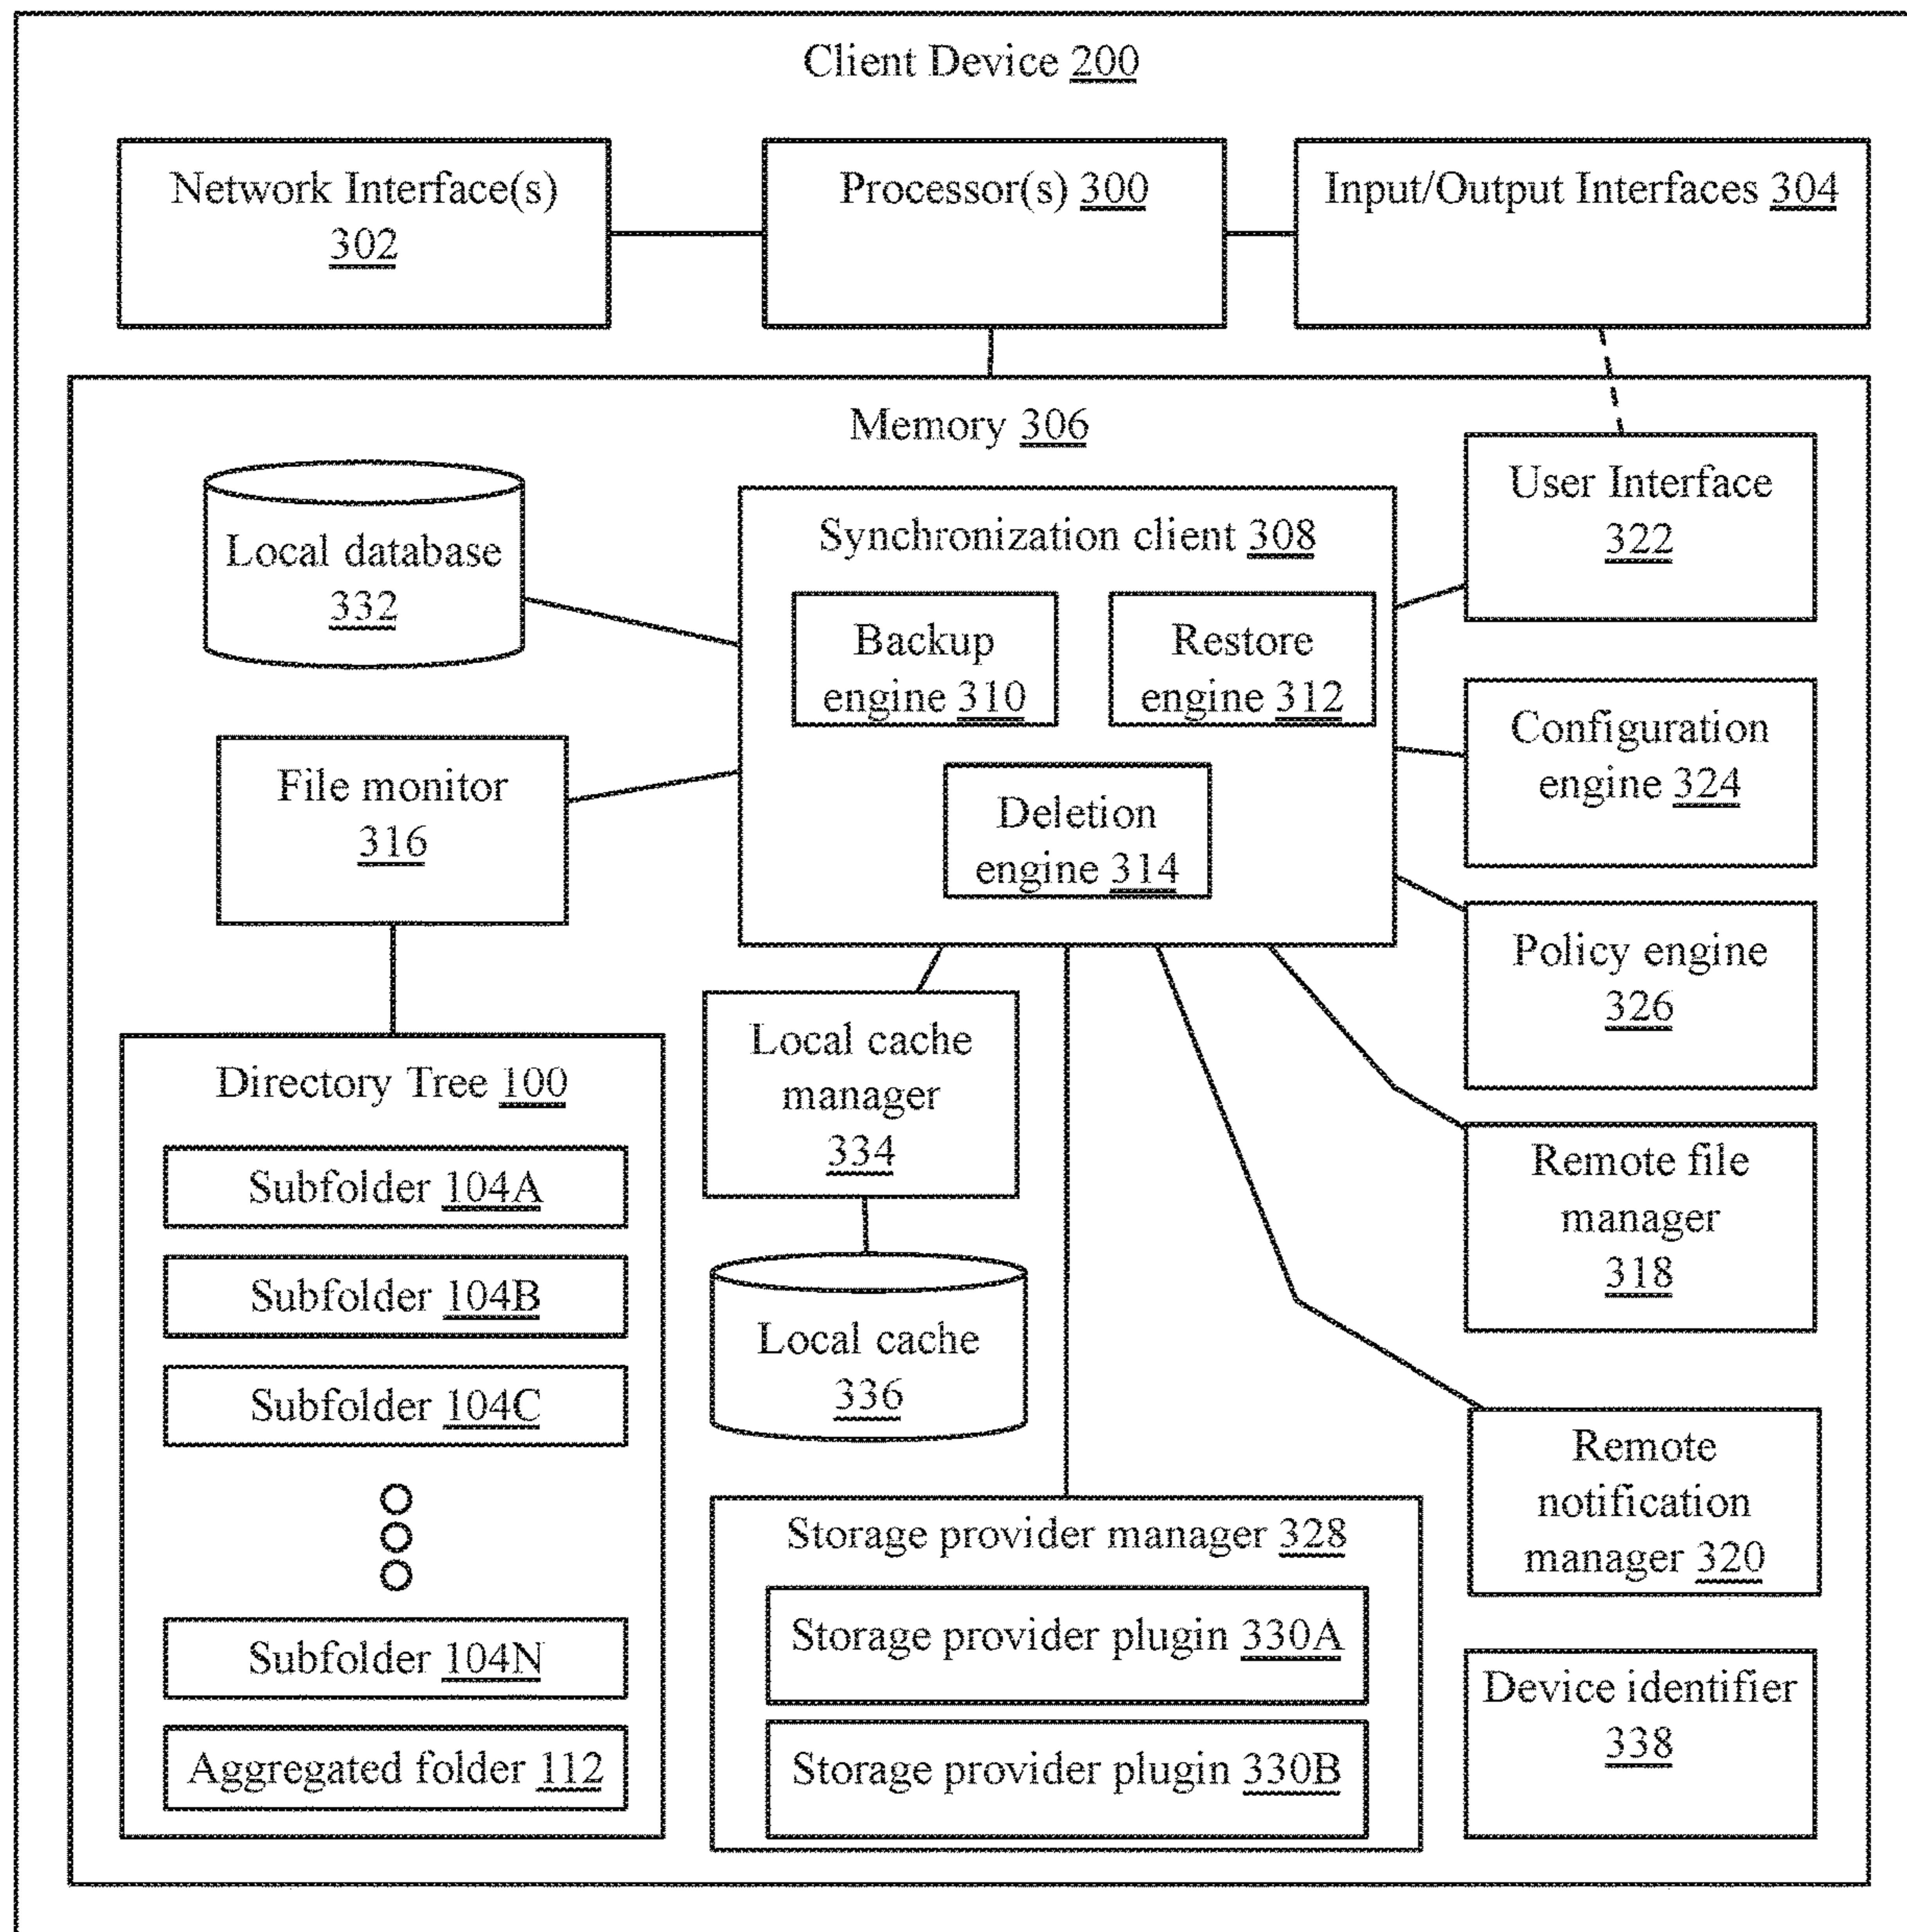 Client Device 200
Network Interface(s)
302
Processor(s) 300
Input/Output Interfaces 304
Memory 306
Local database
332
Synchronization client 308
Backup
engine 310
Restore
engine 312
Deletion
engine 314
User Interface
322
Configuration
engine 324
Policy engine
326
File monitor
316
Directory Tree 100
Subfolder 104A
Subfolder 104B
Subfolder 104C
Subfolder 104N
Aggregated folder 112
Local cache
manager
334
Local cache
336
Remote file
manager
318
Remote
notification
manager 320
Storage provider manager 328
Storage provider plugin 330A
Storage provider plugin 330B
Device identifier
338